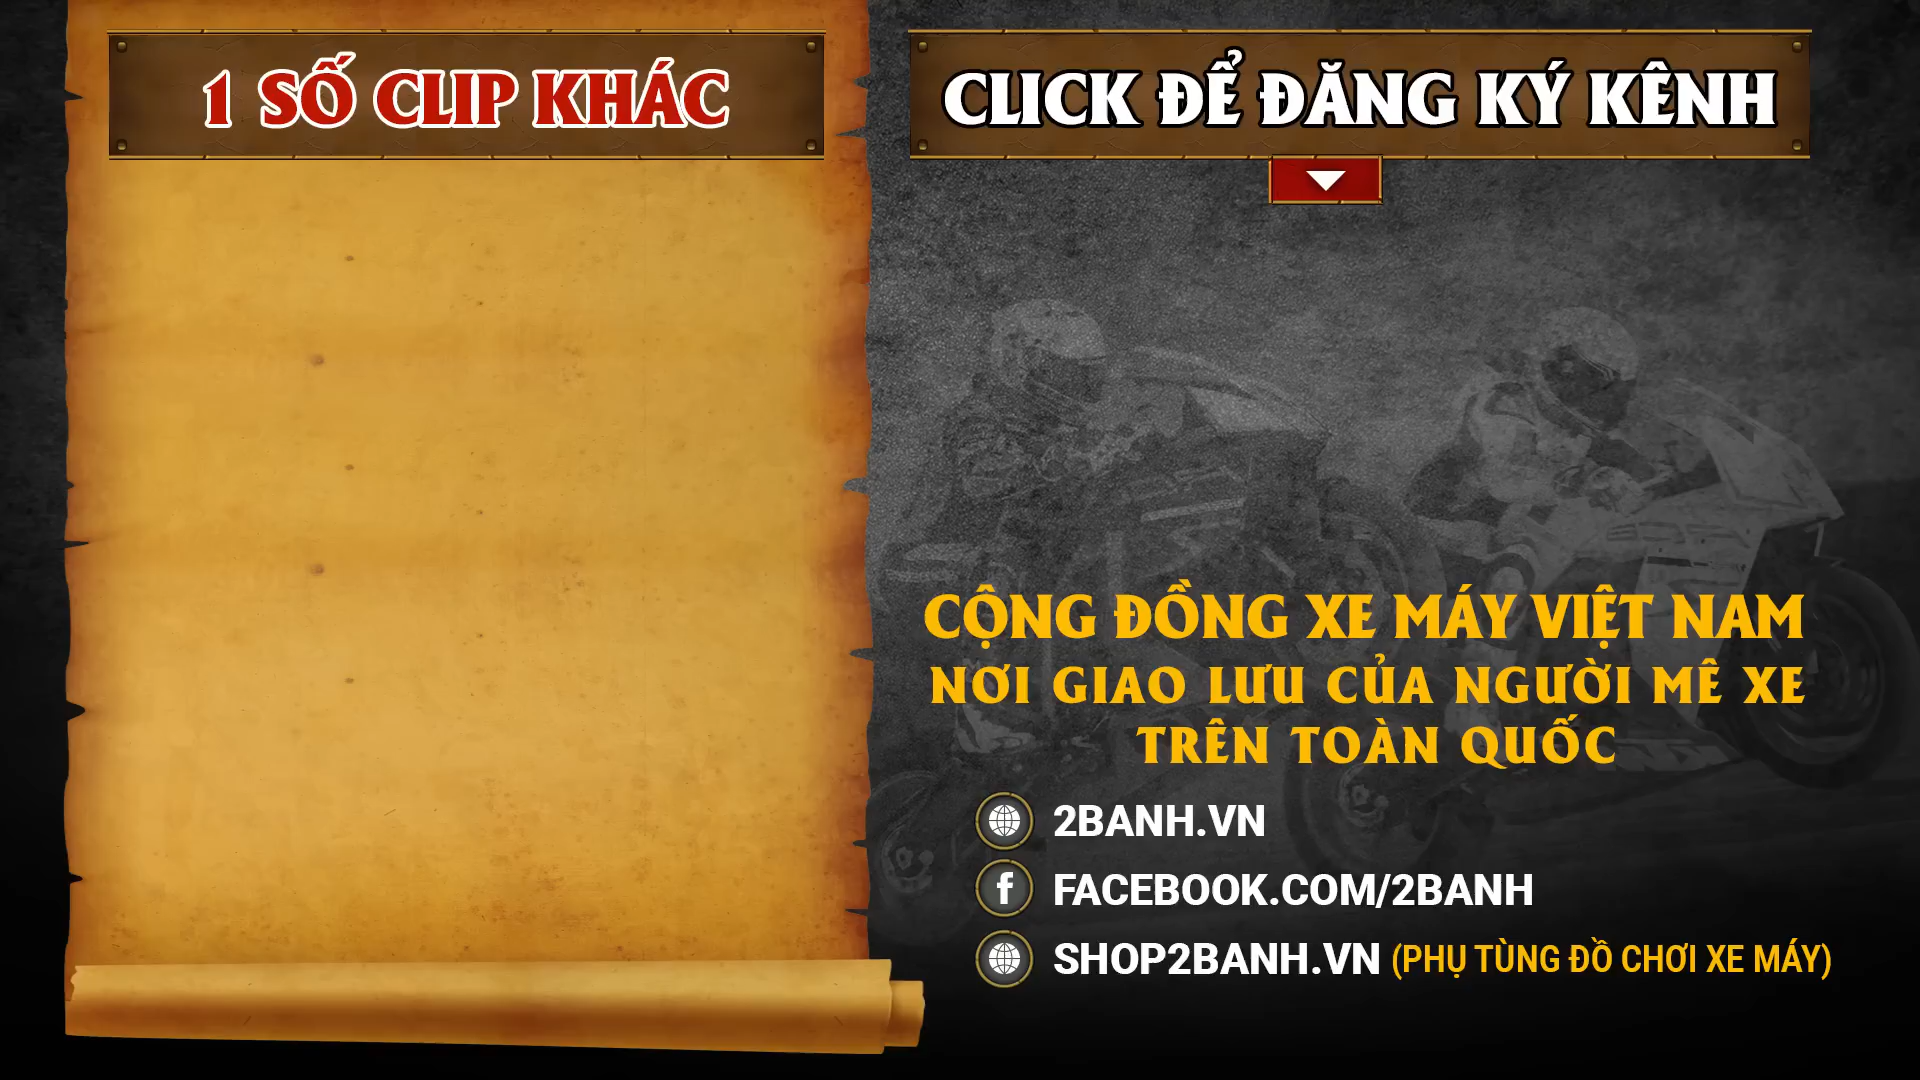 1 SỐ CLIP KHÁC
CLICK ĐỂ ĐĂNG KÝ KÊNH
CỘNG ĐỒNG XE MÁY VIỆT NAM
NƠI GIAO LƯU CỦA NGƯỜI MÊ XE
TRÊN TOÀN QUỐC
2BANH.VN
FACEBOOK.COM/2BANH
SHOP2BANH.VN (PHỤ TÙNG ĐỒ CHƠI XE MÁY)